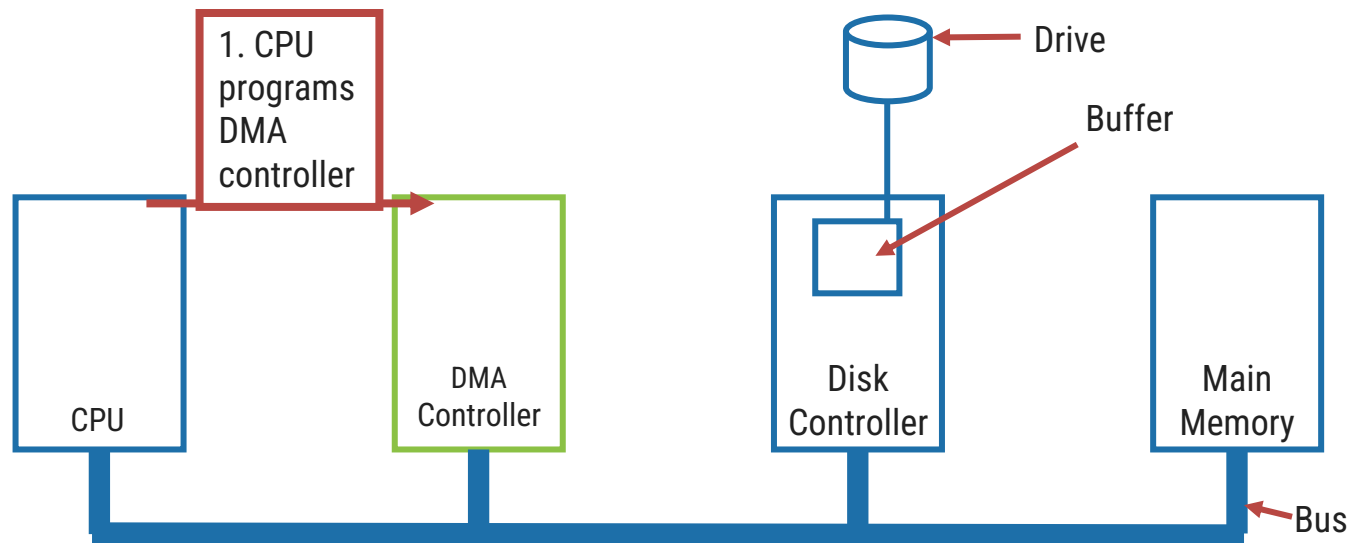 1. CPU
programs
DMA
controller
Drive
Buffer
CPU
DMA
Controller
Disk
Controller
Main
Memory
Bus